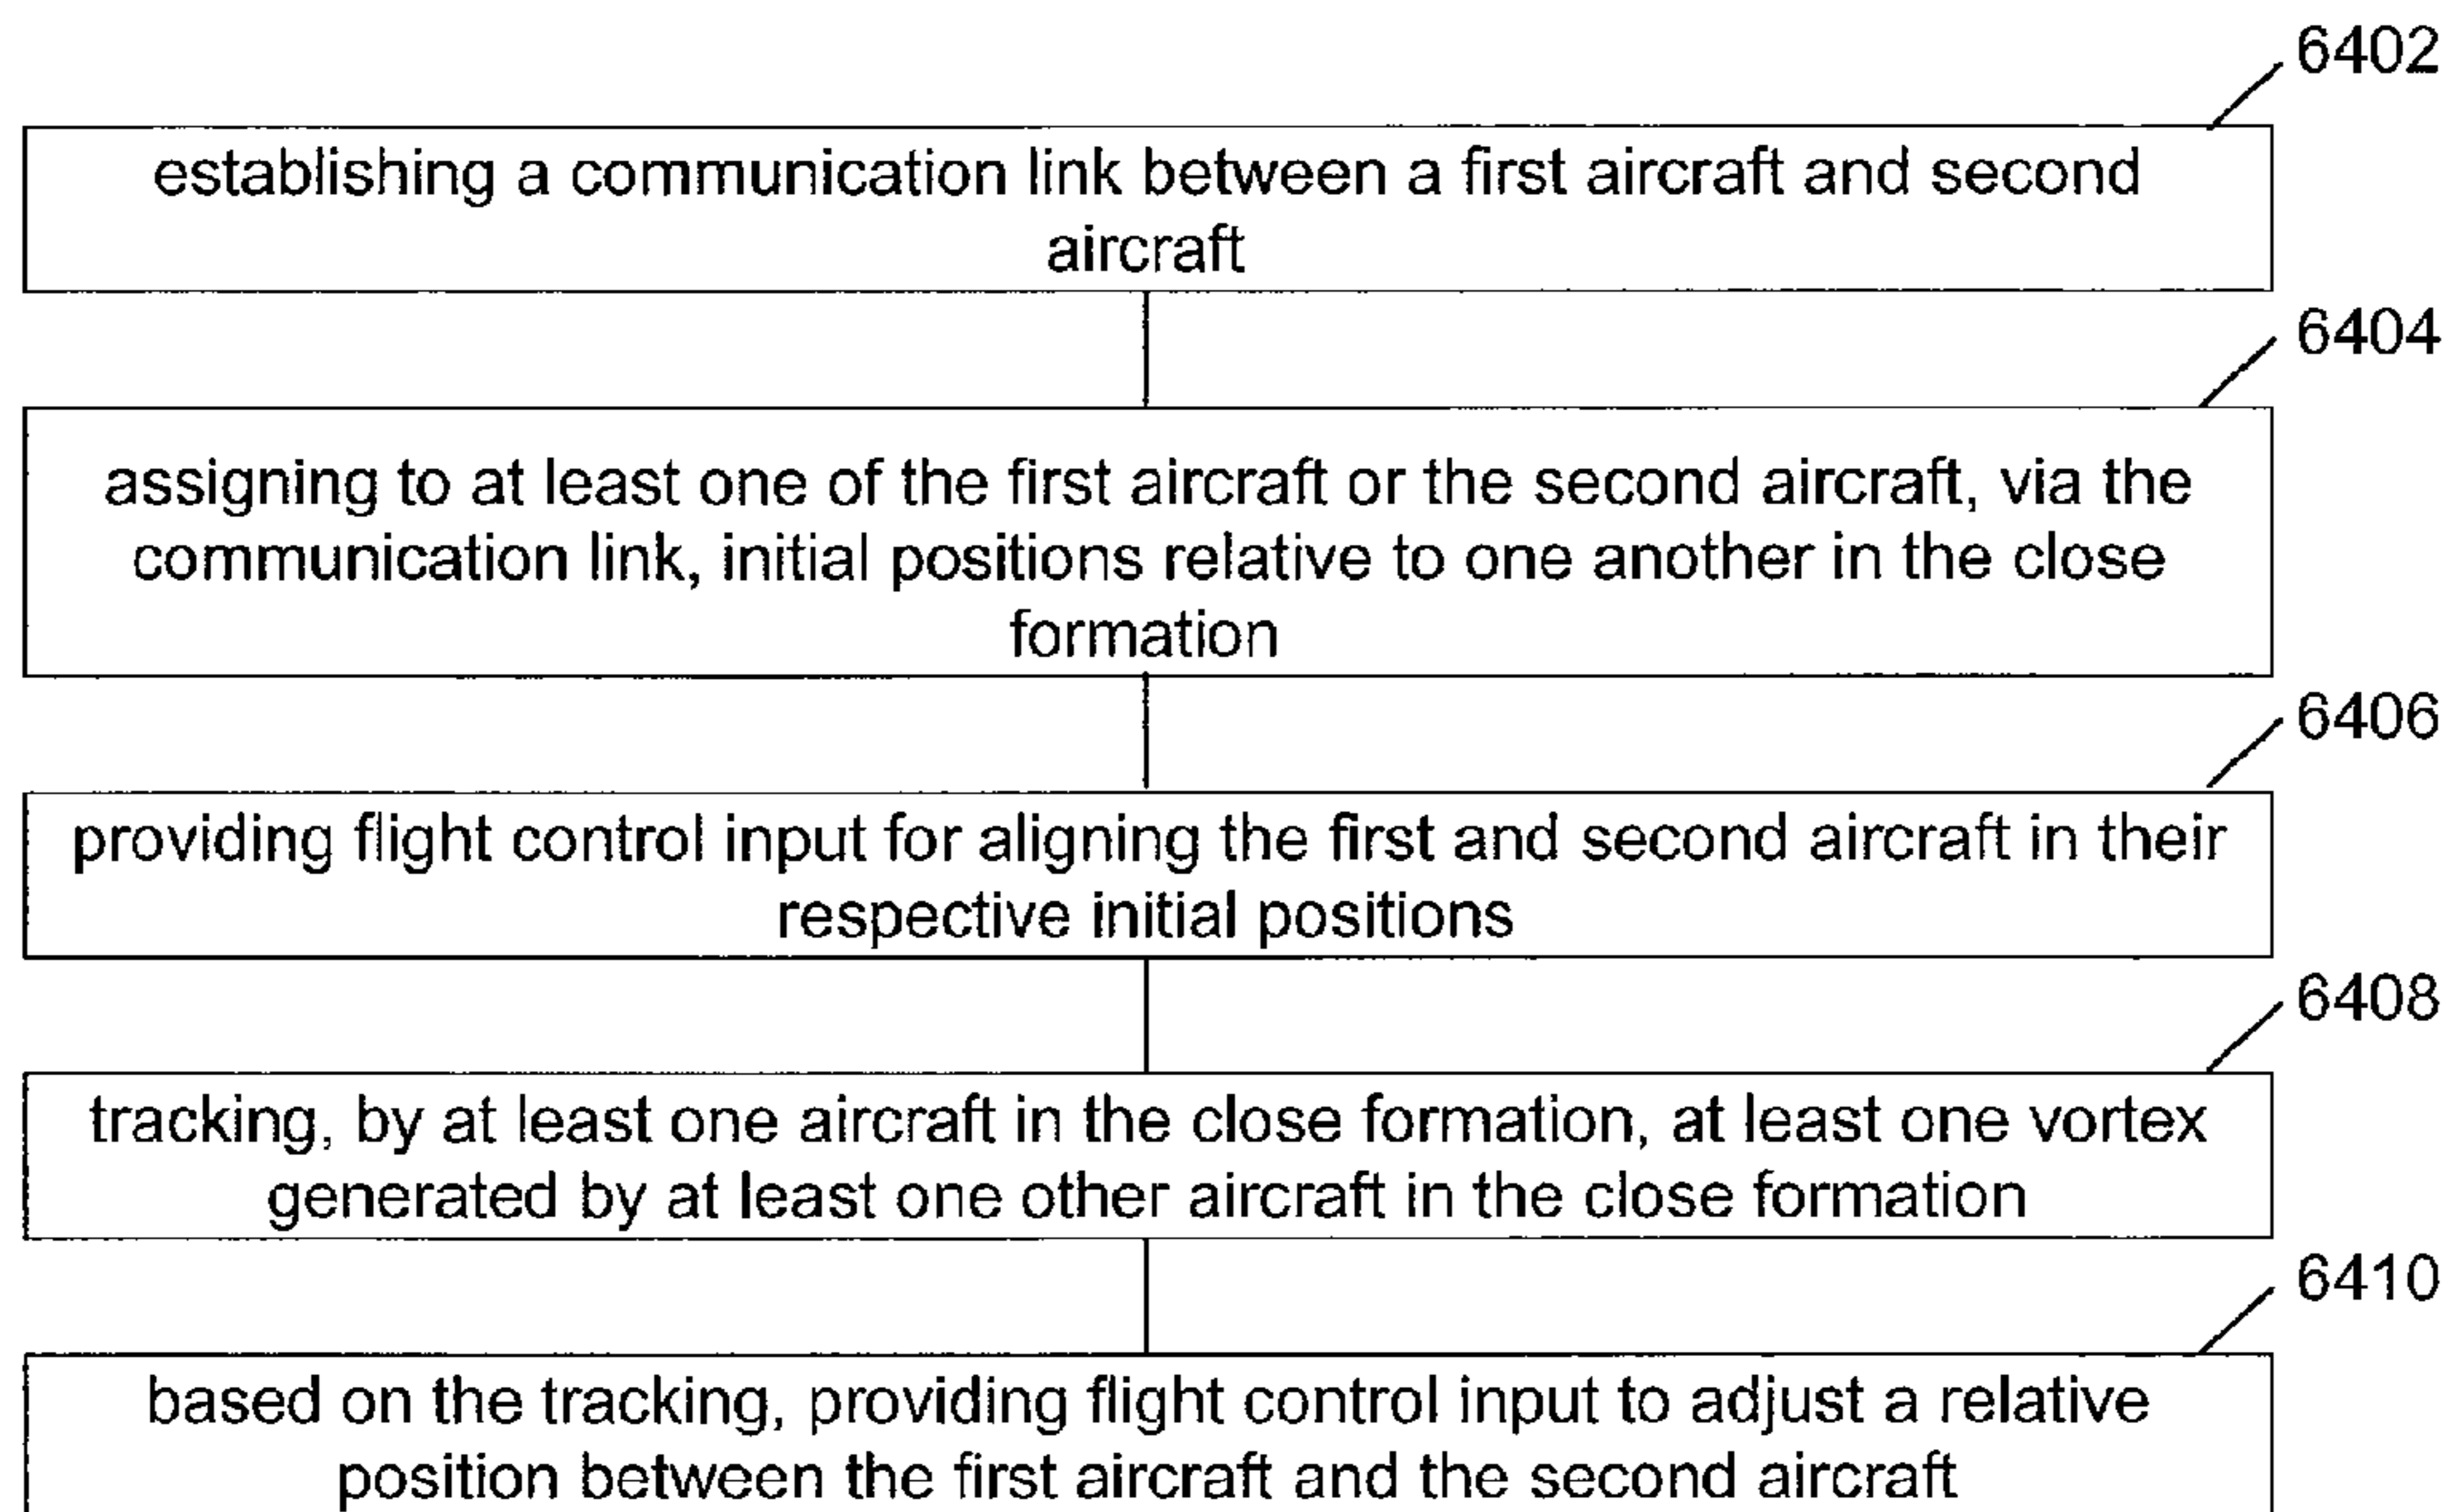 6402
establishing a communication link between a first aircraft and second
aircraft
6404
assigning to at least one of the first aircraft or the second aircraft, via the
communication link, initial positions relative to one another in the close
formation
6406
providing flight control input for aligning the first and second aircraft in their
respective initial positions
6408
tracking, by at least one aircraft in the close formation, at least one vortex
generated by at least one other aircraft in the close formation
6410
based on the tracking, providing flight control input to adjust a relative
position between the first aircraft and the second aircraft